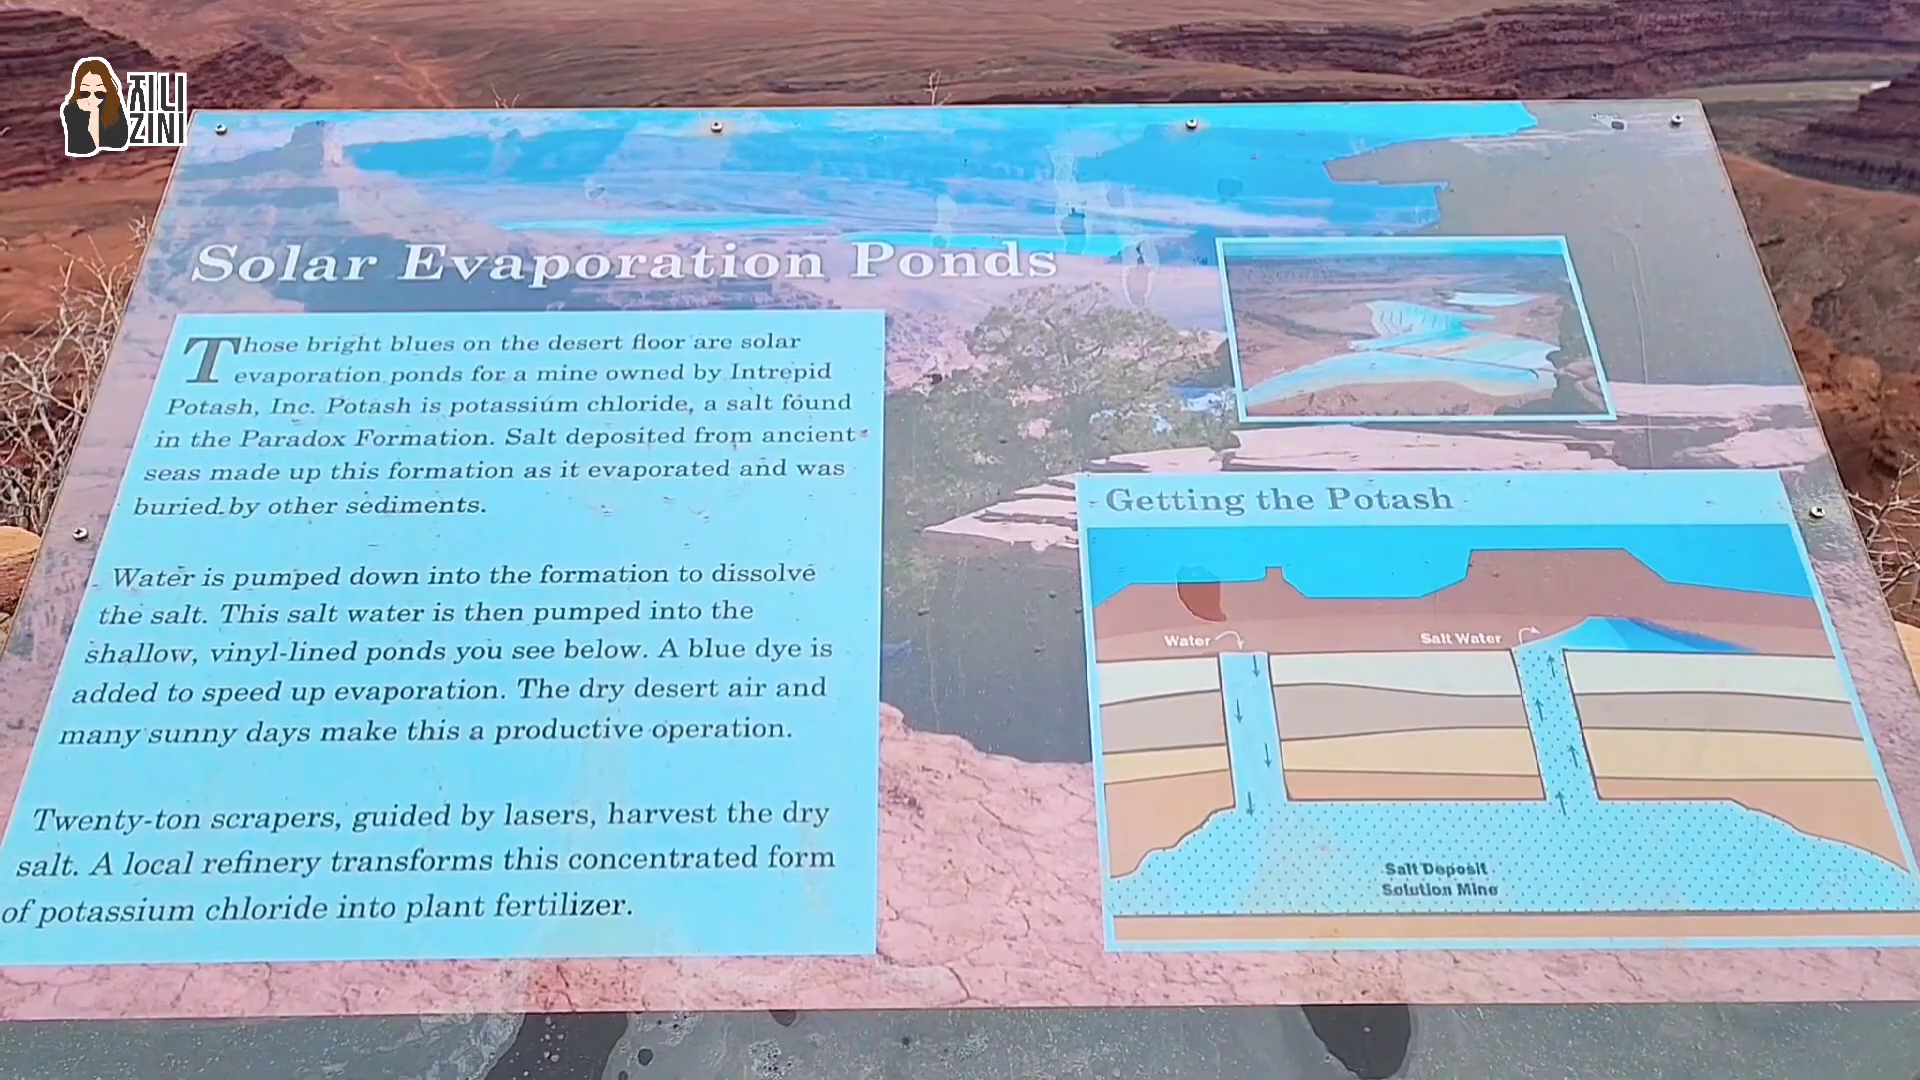 AILI
ZINI
Solar Evaporation Ponds
Those bright blues on the desert floor are solar
evaporation ponds for a mine owned by Intrepid
Potash, Inc. Potash is potassium chloride, a salt found
in the Paradox Formation. Salt deposited from ancient
seas made up this formation as it evaporated and was
buried by other sediments.
Water is pumped down into the formation to dissolve
the salt. This salt water is then pumped into the
shallow, vinyl-lined ponds you see below. A blue dye is
added to speed up evaporation. The dry desert air and
many sunny days make this a productive operation.
Twenty-ton scrapers, guided by lasers, harvest the dry
salt. A local refinery transforms this concentrated form
of potassium chloride into plant fertilizer.
Getting the Potash
Water
Salt Water
Salt Deposit
Solution Mine